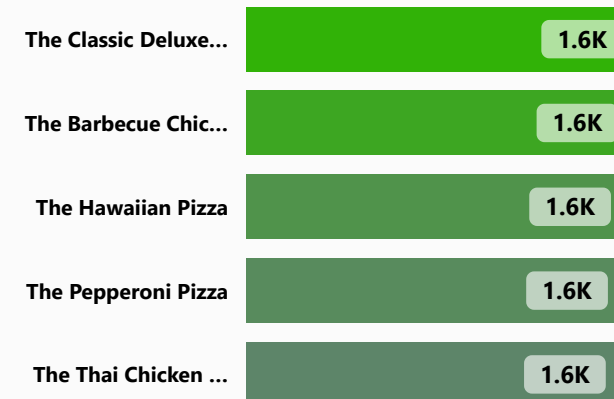 The Classic Deluxe... 1.6K
The Barbecue Chic... 1.6K
The Hawaiian Pizza 1.6K
The Pepperoni Pizza 1.6K
The Thai Chicken ... 1.6K